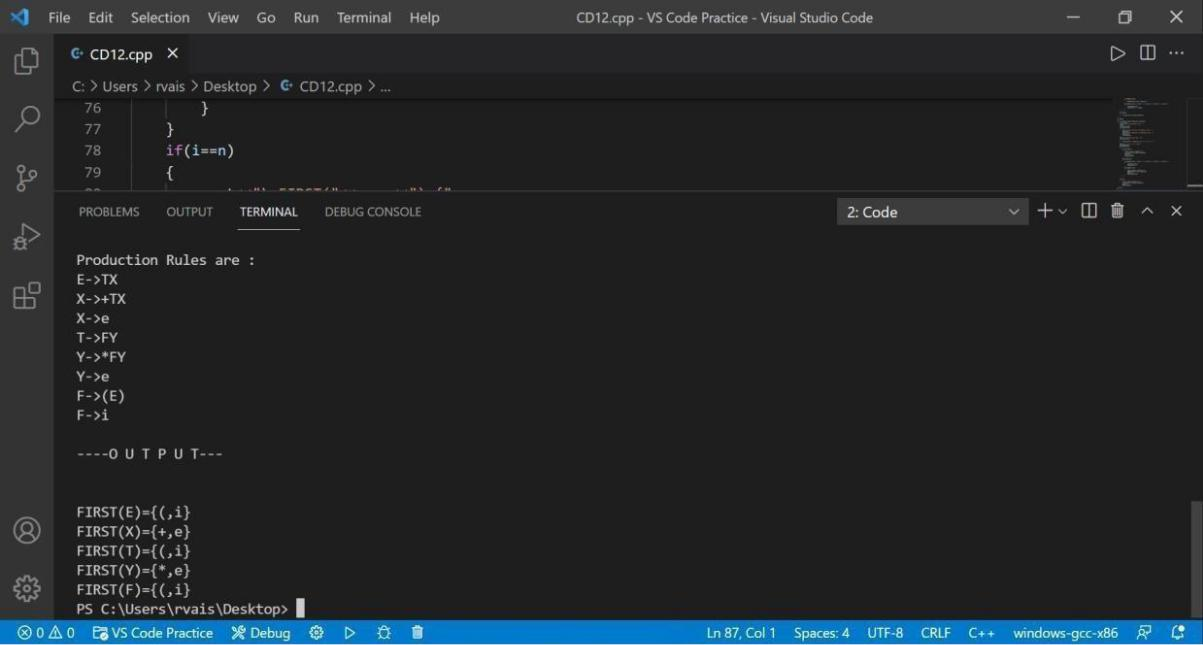 File Edit Selection View Go Run Terminal Help CD12.cpp - VS Code Practice - Visual Studio Code
CD12.cpp
C: > Users > rvais > Desktop > CD12.cpp > ...
76 }
77 }
78 if(i==n)
79 {
PROBLEMS OUTPUT TERMINAL DEBUG CONSOLE 2: Code
Production Rules are :
E->TX
X->+TX
X->e
T->FY
Y->*FY
Y->e
F->(E)
F->i
----O U T P U T---
FIRST(E)={(,i}
FIRST(X)={+,e}
FIRST(T)={(,i}
FIRST(Y)={*,e}
FIRST(F)={(,i}
PS C:\Users\rvais\Desktop>
0 0 VS Code Practice Debug Ln 87, Col 1 Spaces: 4 UTF-8 CRLF C++ windows-gcc-x86